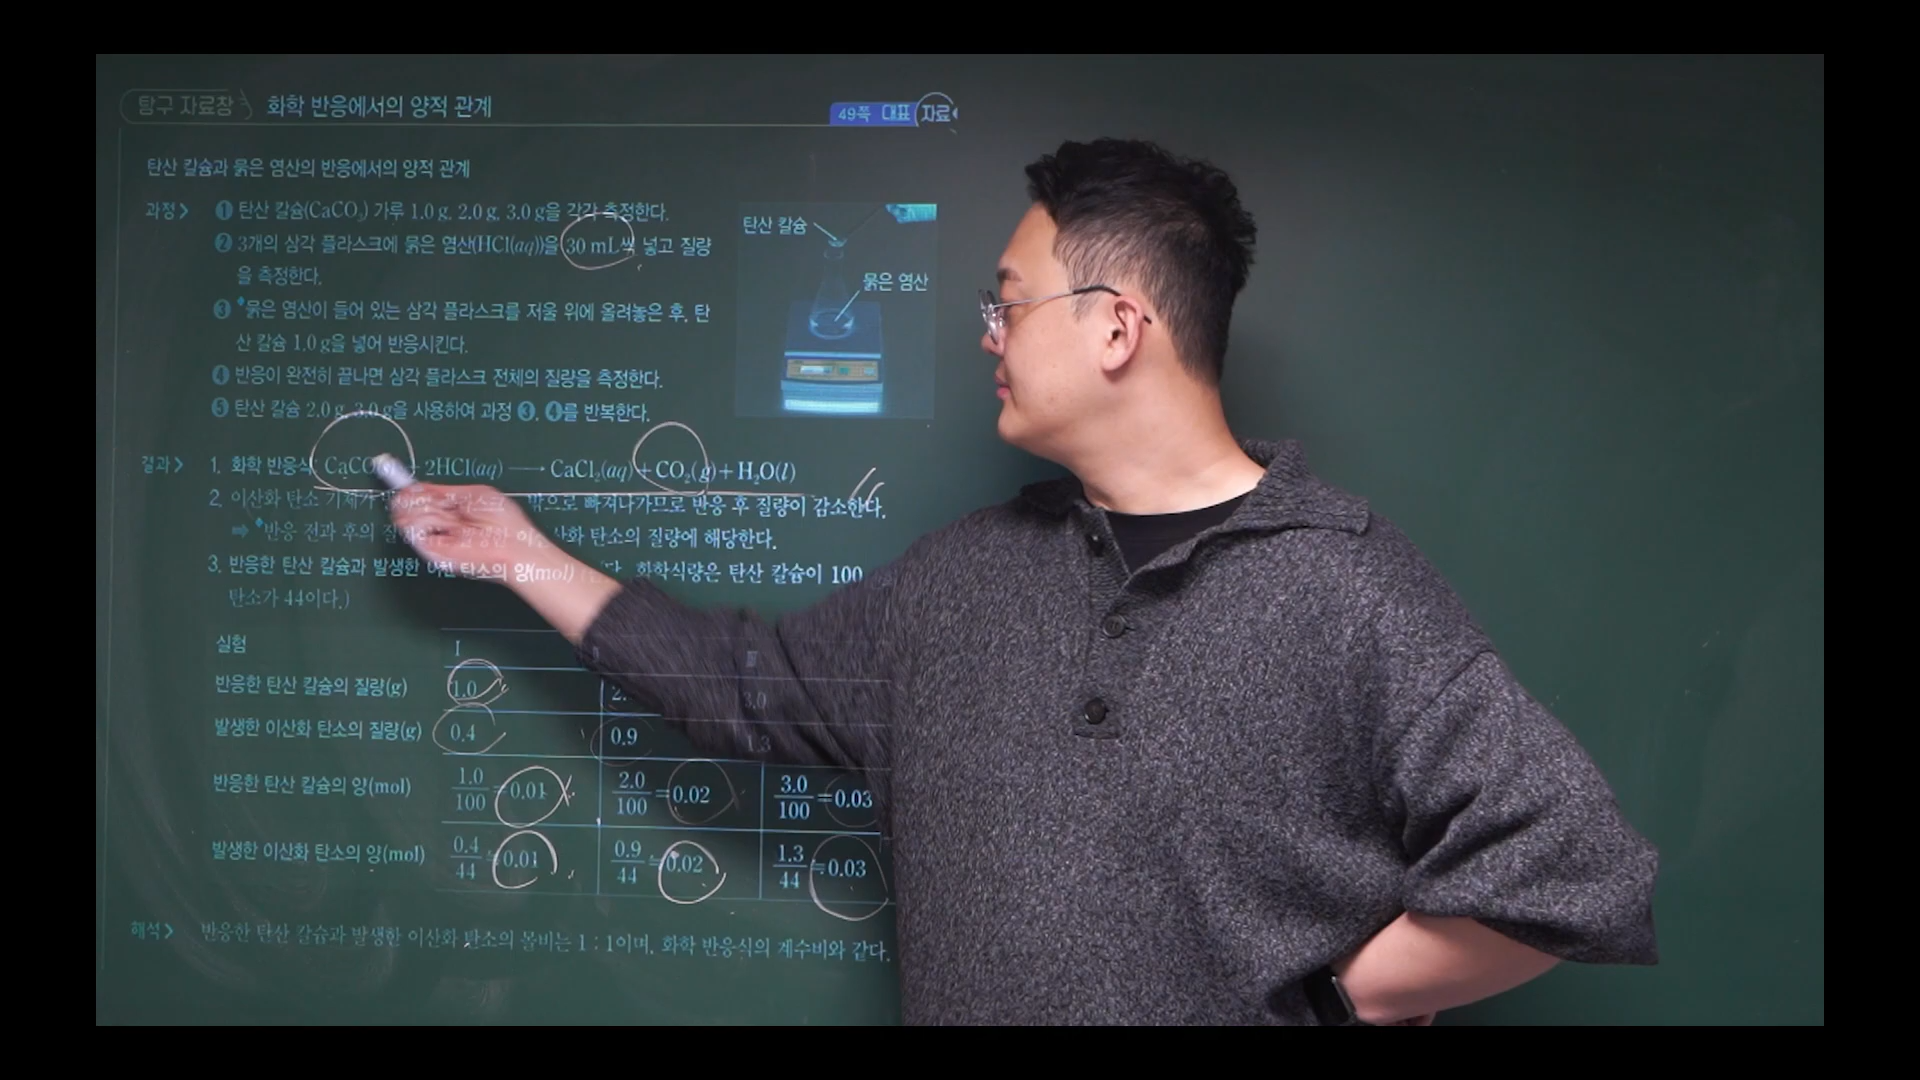 탐구 자료창 화학 반응에서의 양적 관계
49쪽 대표 자료
탄산 칼슘과 묽은 염산의 반응에서의 양적 관계
과정> ❶ 탄산 칼슘(CaCO₃) 가루 1.0 g, 2.0 g, 3.0 g을 각각 측정한다.
❷ 3개의 삼각 플라스크에 묽은 염산(HCl(aq))을 30 mL씩 넣고 질량
을 측정한다.
❸ 묽은 염산이 들어 있는 삼각 플라스크를 저울 위에 올려놓은 후, 탄
산 칼슘 1.0 g을 넣어 반응시킨다.
❹ 반응이 완전히 끝나면 삼각 플라스크 전체의 질량을 측정한다.
❺ 탄산 칼슘 2.0 g, 3.0 g을 사용하여 과정 ❸, ❹를 반복한다.
탄산 칼슘
묽은 염산
결과> 1. 화학 반응식: CaCO + 2HCl(aq) → CaCl₂(aq) + CO₂(g) + H₂O(l)
2. 이산화 탄소 기체가 플라스크 밖으로 빠져나가므로 반응 후 질량이 감소한다.
➡ 반응 전과 후의 발생한 이산화 탄소의 질량에 해당한다.
3. 반응한 탄산 칼슘과 발생한 탄소의 양(mol) 화학식량은 탄산 칼슘이 100
탄소가 44이다.)
실험 I
반응한 탄산 칼슘의 질량(g) 1.0 2. 3.0
발생한 이산화 탄소의 질량(g) 0.4 0.9 1.3
반응한 탄산 칼슘의 양(mol) 1.0/100=0.01 2.0/100=0.02 3.0/100=0.03
발생한 이산화 탄소의 양(mol) 0.4/44≒0.01 0.9/44≒0.02 1.3/44≒0.03
해석> 반응한 탄산 칼슘과 발생한 이산화 탄소의 몰비는 1 : 1이며, 화학 반응식의 계수비와 같다.